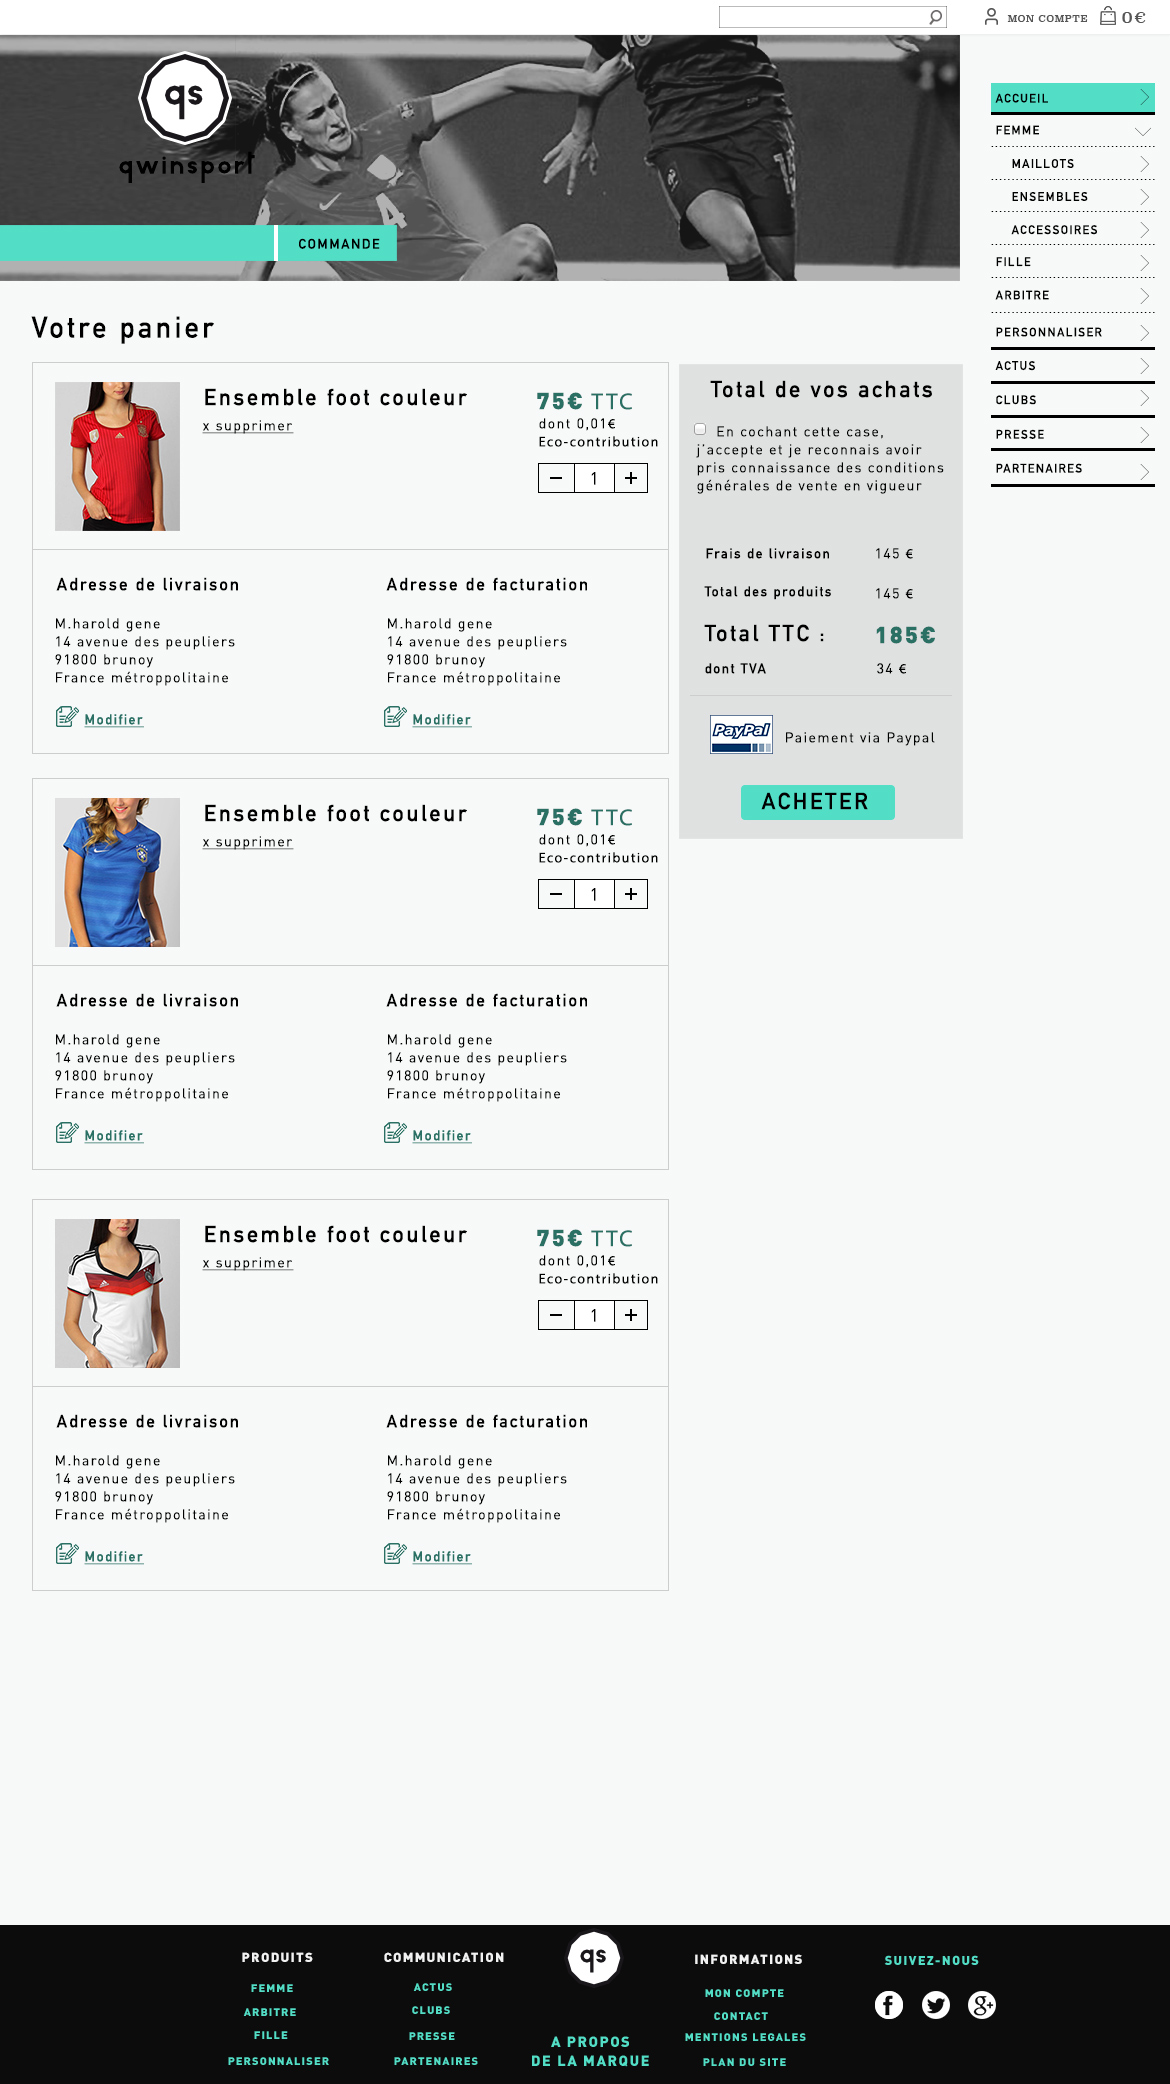 MON COMPTE
0€
qs
qwinsport
4
COMMANDE
ACCUEIL
FEMME
MAILLOTS
ENSEMBLES
ACCESSOIRES
FILLE
ARBITRE
PERSONNALISER
ACTUS
CLUBS
PRESSE
PARTENAIRES
Votre panier
Ensemble foot couleur
x supprimer
75€ TTC
dont 0,01€
Eco-contribution
1
Adresse de livraison
M.harold gene
14 avenue des peupliers
91800 brunoy
France métroppolitaine
Modifier
Adresse de facturation
M.harold gene
14 avenue des peupliers
91800 brunoy
France métroppolitaine
Modifier
Total de vos achats
En cochant cette case,
j'accepte et je reconnais avoir
pris connaissance des conditions
générales de vente en vigueur
Frais de livraison 145 €
Total des produits 145 €
Total TTC : 185€
dont TVA 34 €
PayPal
Paiement via Paypal
ACHETER
Ensemble foot couleur
x supprimer
75€ TTC
dont 0,01€
Eco-contribution
1
Adresse de livraison
M.harold gene
14 avenue des peupliers
91800 brunoy
France métroppolitaine
Modifier
Adresse de facturation
M.harold gene
14 avenue des peupliers
91800 brunoy
France métroppolitaine
Modifier
Ensemble foot couleur
x supprimer
75€ TTC
dont 0,01€
Eco-contribution
1
Adresse de livraison
M.harold gene
14 avenue des peupliers
91800 brunoy
France métroppolitaine
Modifier
Adresse de facturation
M.harold gene
14 avenue des peupliers
91800 brunoy
France métroppolitaine
Modifier
PRODUITS
FEMME
ARBITRE
FILLE
PERSONNALISER
COMMUNICATION
ACTUS
CLUBS
PRESSE
PARTENAIRES
qs
A PROPOS
DE LA MARQUE
INFORMATIONS
MON COMPTE
CONTACT
MENTIONS LEGALES
PLAN DU SITE
SUIVEZ-NOUS